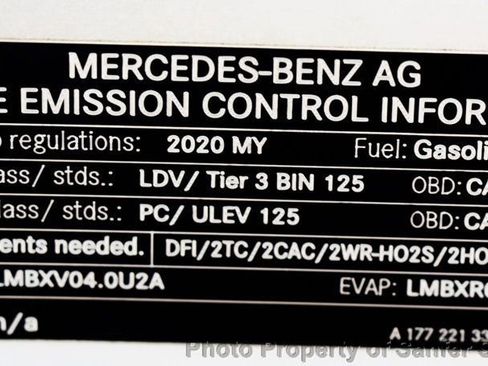 MERCEDES-BENZ AG
E EMISSION CONTROL INFOR
o regulations: 2020 MY Fuel: Gasoli
ass/ stds.: LDV/ Tier 3 BIN 125 OBD: CA
lass/ stds.: PC/ ULEV 125 OBD: CA
ents needed. DFI/2TC/2CAC/2WR-HO2S/2HO
LMBXV04.0U2A EVAP: LMBXR
n/a A 177 221 33
Photo Property of Sanfer S